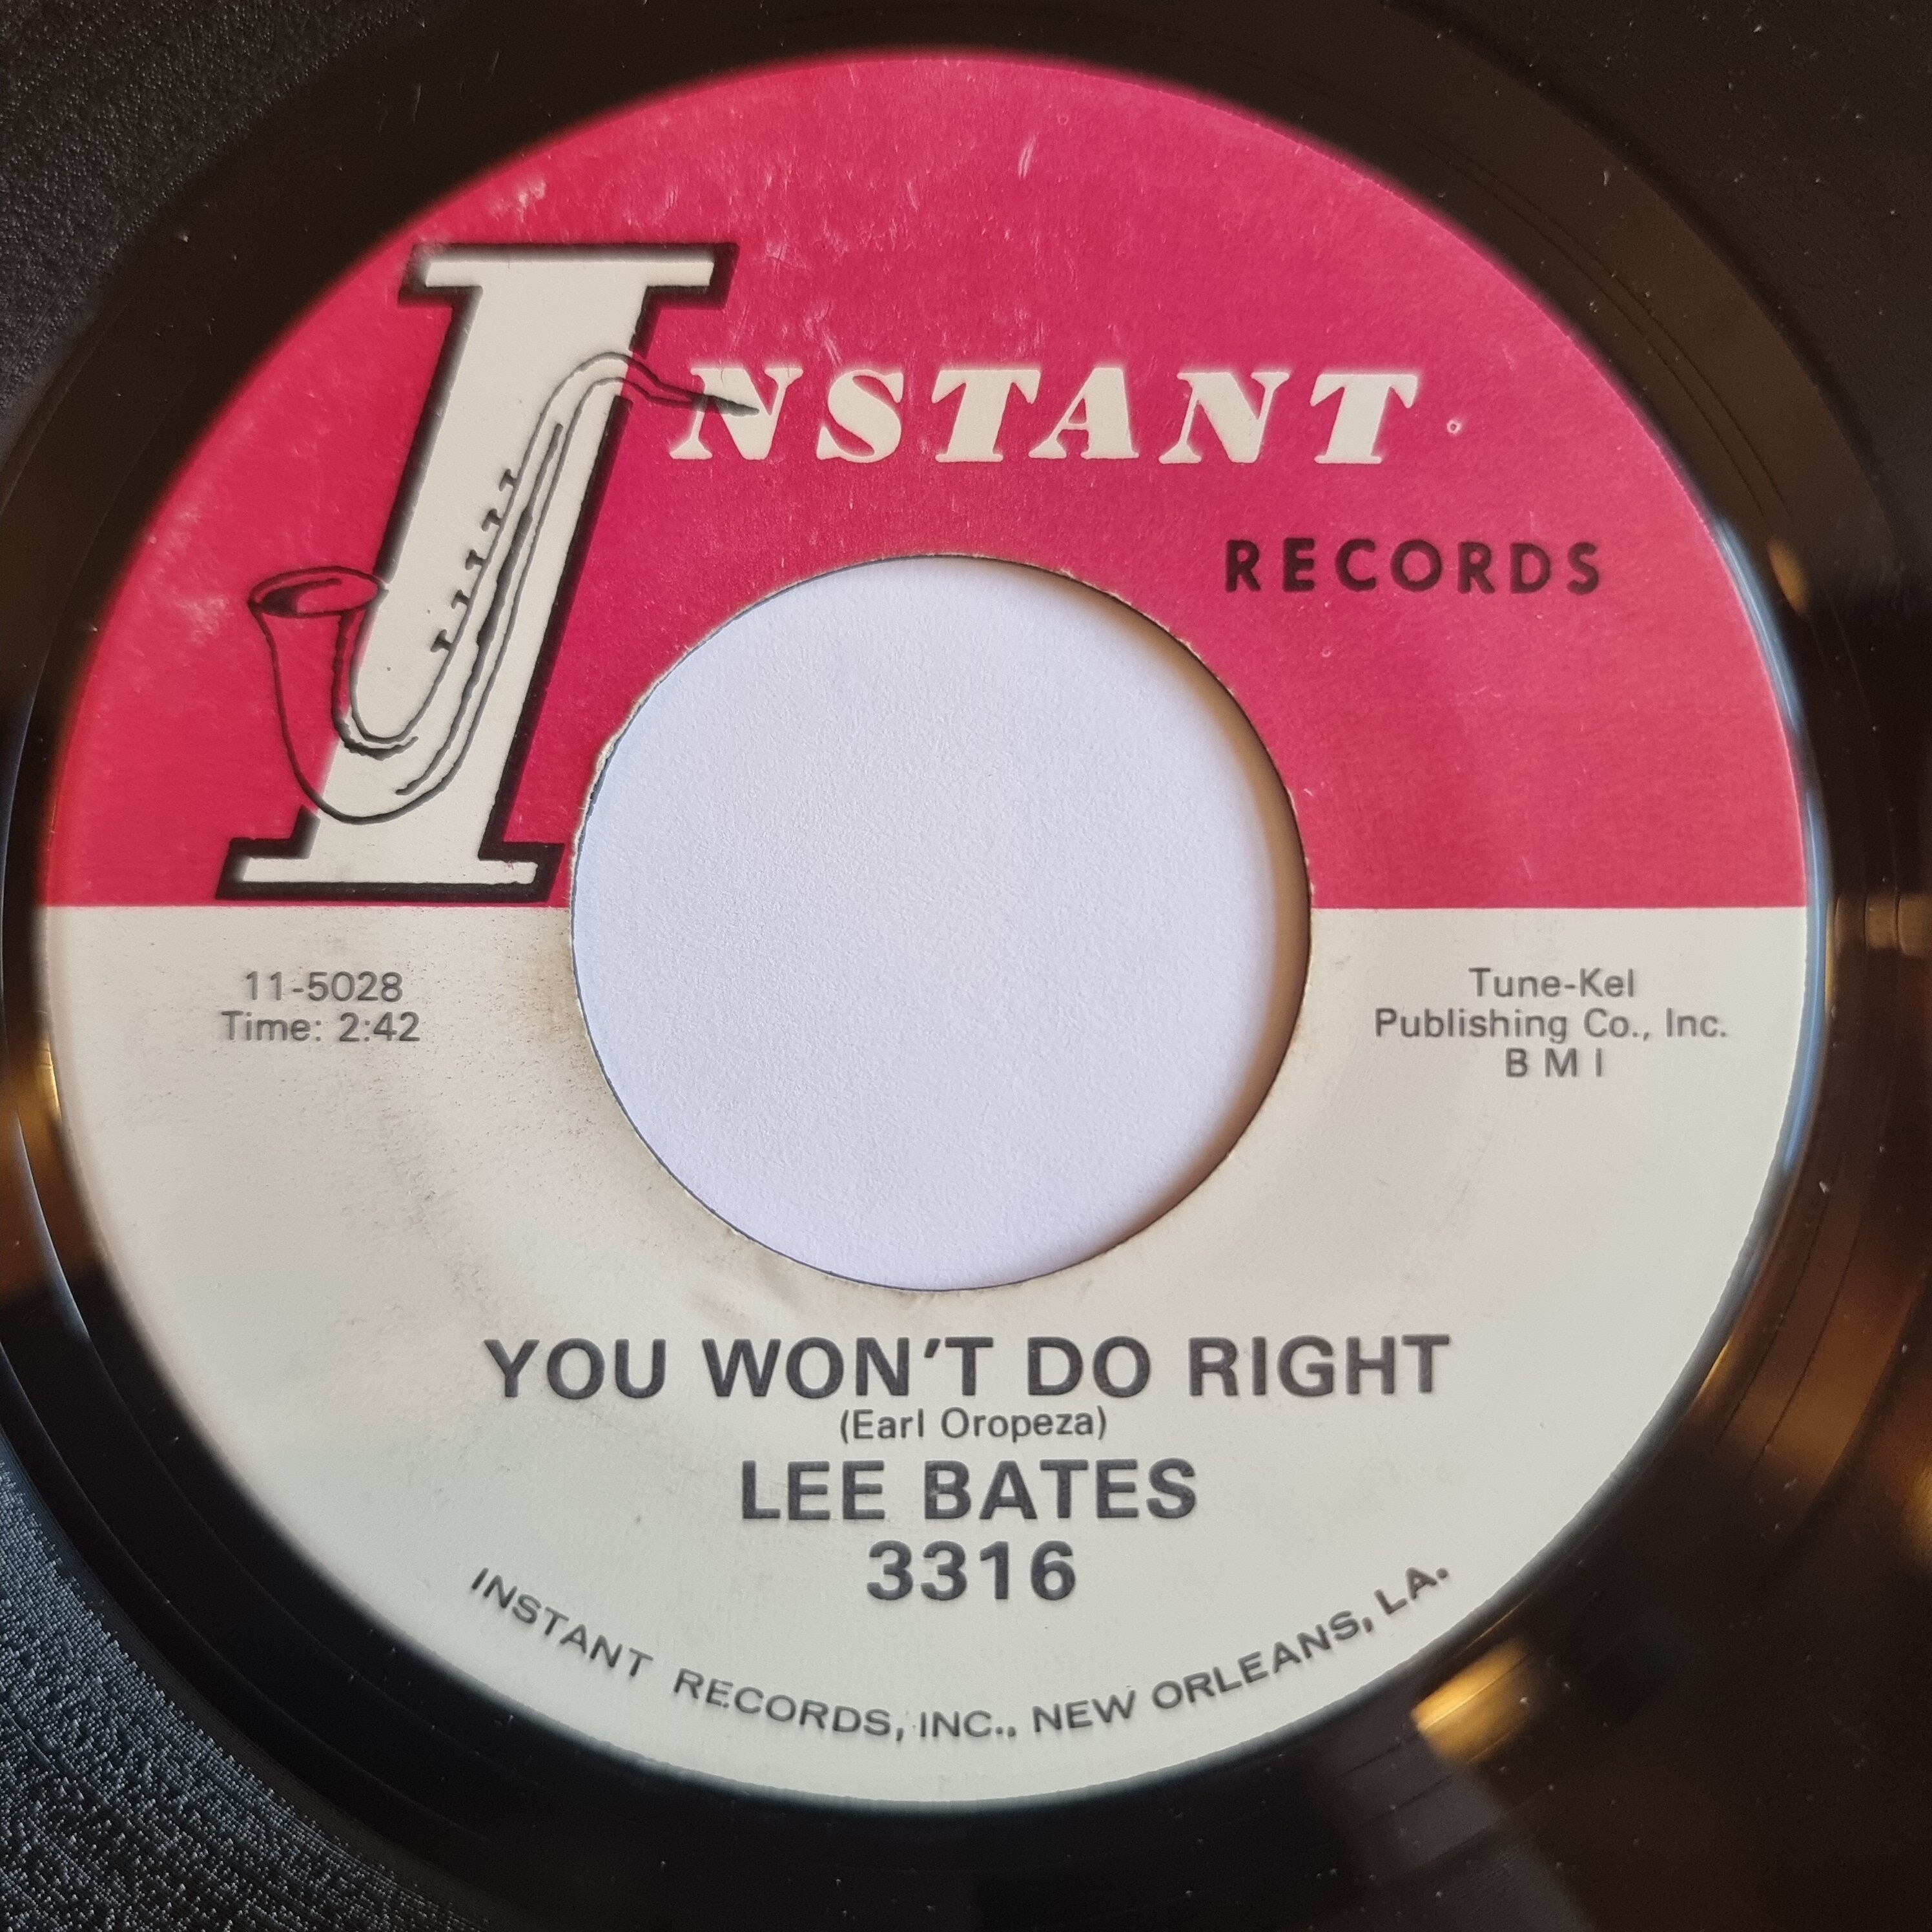 INSTANT
RECORDS
11-5028
Time: 2:42
Tune-Kel
Publishing Co., Inc.
B M I
YOU WON'T DO RIGHT
(Earl Oropeza)
LEE BATES
3316
INSTANT RECORDS, INC., NEW ORLEANS, LA.